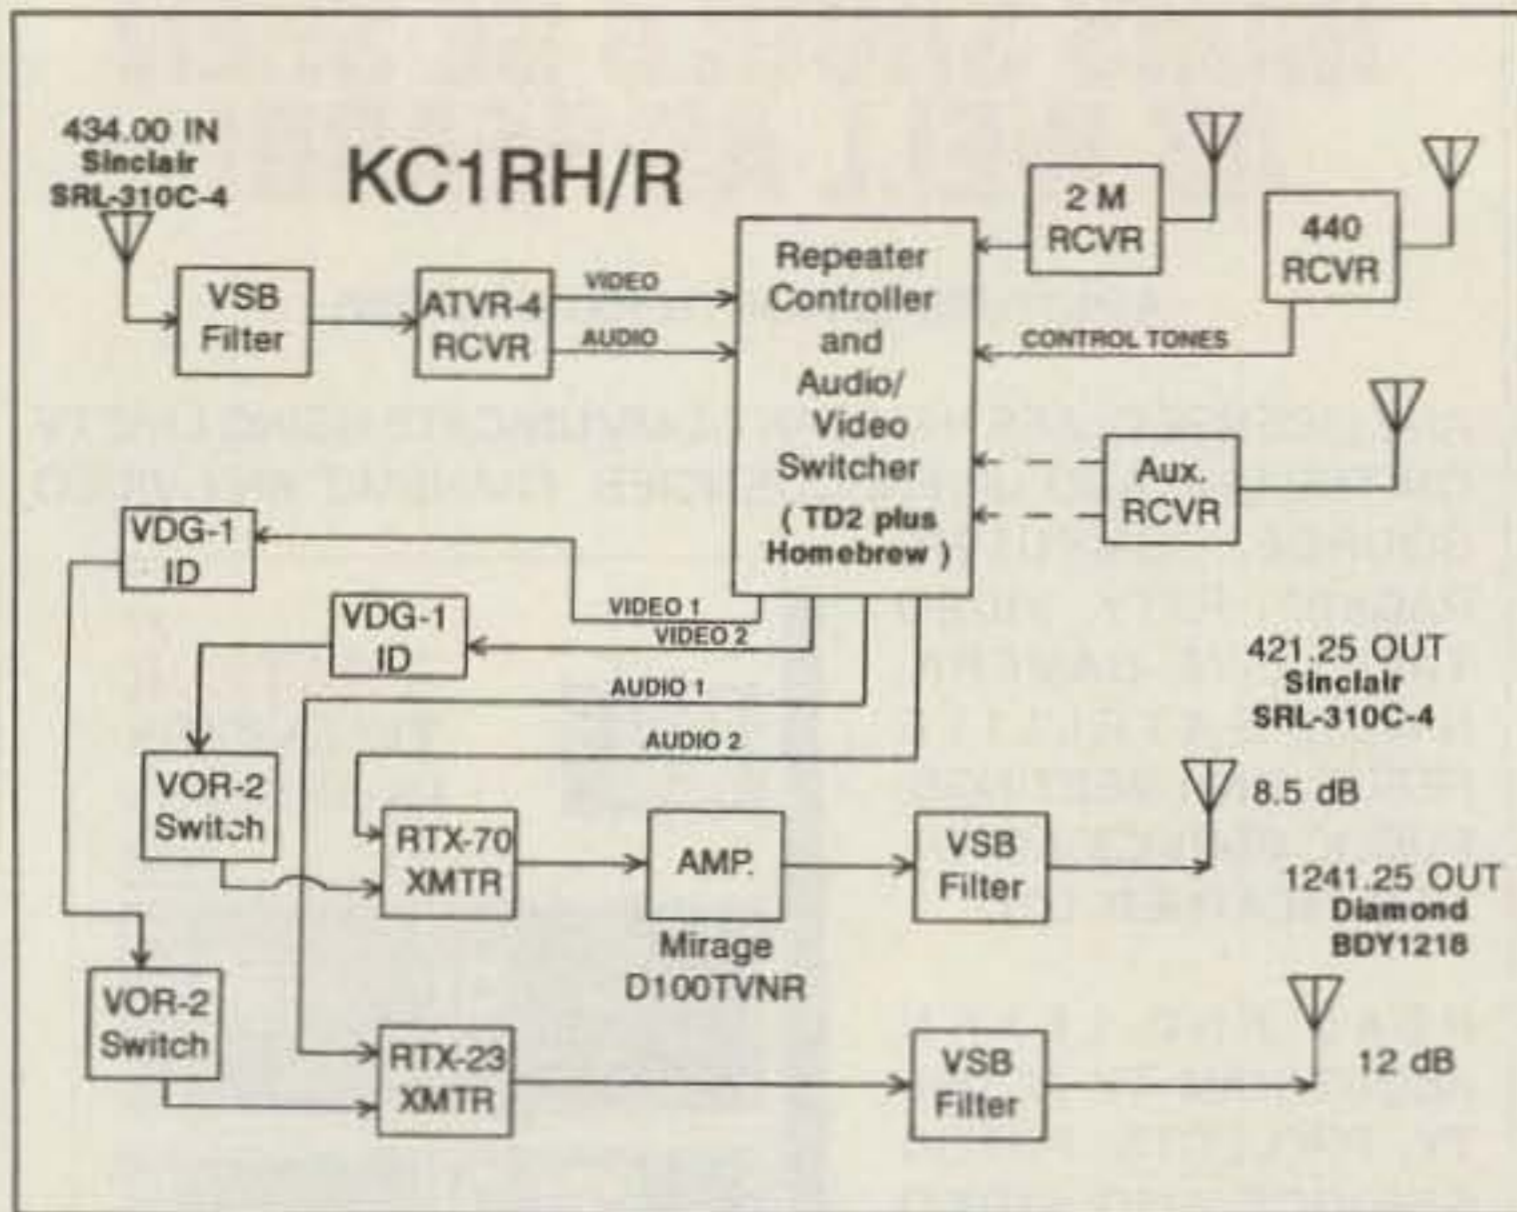 434.00 IN
Sinclair
SRL-310C-4
KC1RH/R
VSB
Filter
ATVR-4
RCVR
VIDEO
AUDIO
Repeater
Controller
and
Audio/
Video
Switcher
( TD2 plus
Homebrew )
2 M
RCVR
440
RCVR
CONTROL TONES
Aux.
RCVR
VDG-1
ID
VDG-1
ID
VIDEO 1
VIDEO 2
AUDIO 1
AUDIO 2
VOR-2
Switch
VOR-2
Switch
RTX-70
XMTR
AMP.
Mirage
D100TVNR
VSB
Filter
421.25 OUT
Sinclair
SRL-310C-4
8.5 dB
RTX-23
XMTR
VSB
Filter
1241.25 OUT
Diamond
BDY1218
12 dB